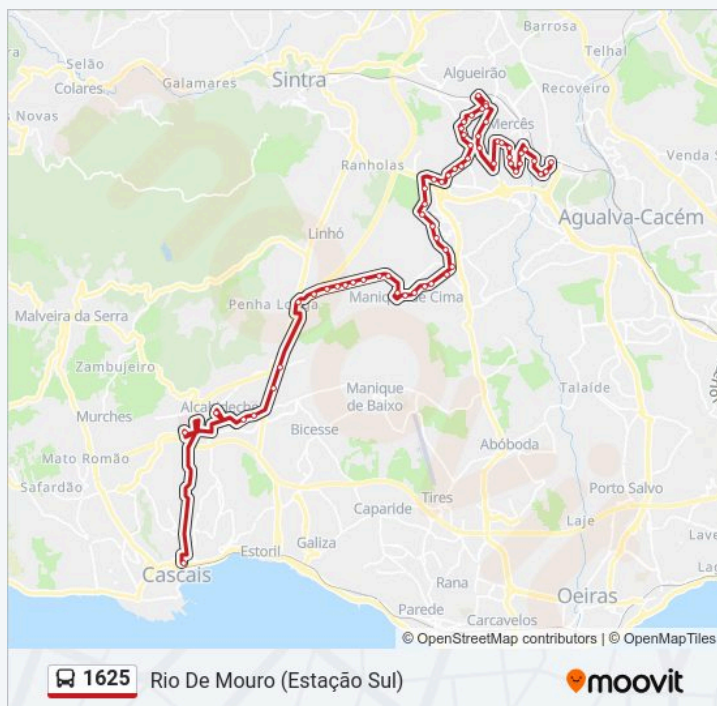 Barrosa
Selão
Telhal
Galamares
Algueirão
Colares
Sintra
Recoveiro
s Novas
Mercês
Venda S
Ranholas
Agualva-Cacém
Linhó
Penha Longa
Manique de Cima
Malveira da Serra
Zambujeiro
Talaíde
Manique
de Baixo
Murches
Alcabideche
Bicesse
Mato Romão
Abóboda
Safardão
Tires
Porto Salvo
Caparide
Laje
Lave
Estoril
Galiza
Cascais
Lag
Rana
Oeiras
Parede
Carcavelos
© OpenStreetMap contributors | © OpenMapTiles
1625 Rio De Mouro (Estação Sul)
moovit